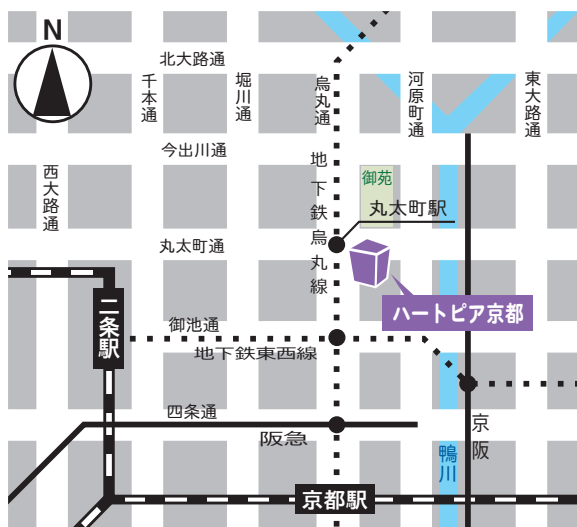 N
北大路通
千本通
堀川通
烏丸通
河原町通
東大路通
今出川通
西大路通
御苑
地下鉄烏丸線
丸太町駅
丸太町通
ハートピア京都
二条駅
御池通
地下鉄東西線
四条通
阪急
京阪
鴨川
京都駅